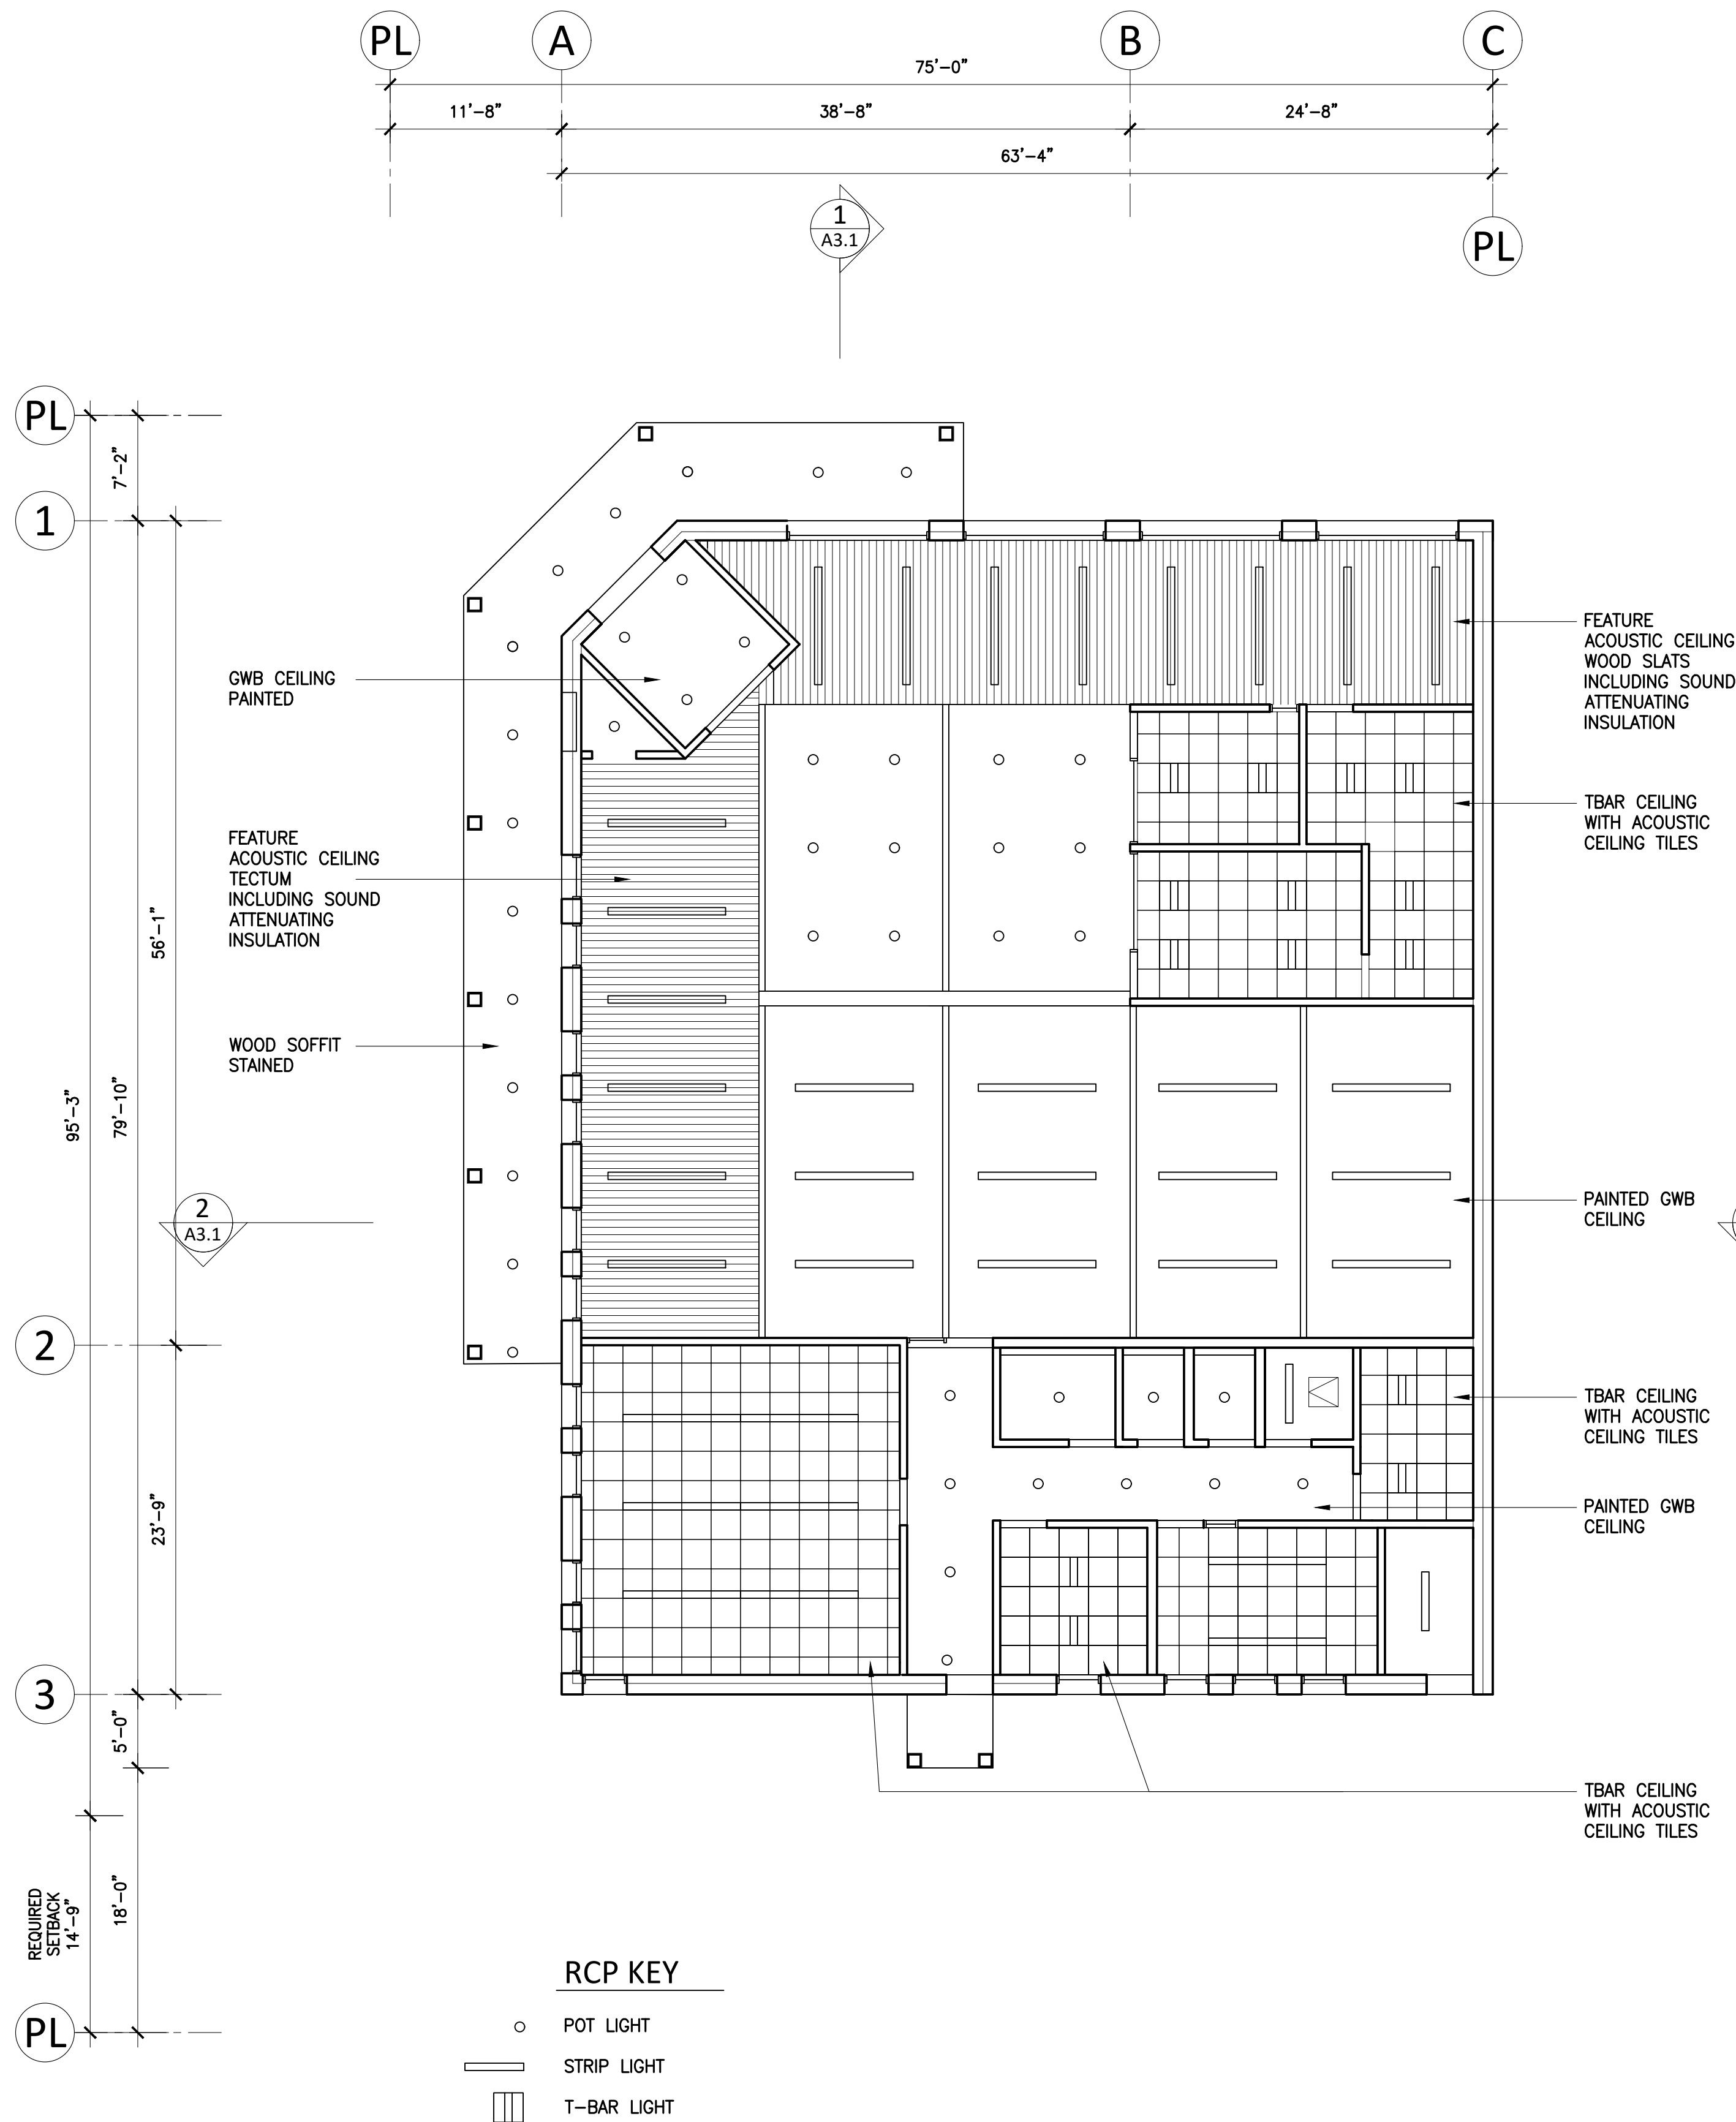 PL
A
B
C
75'-0"
11'-8"
38'-8"
24'-8"
63'-4"
1
A3.1
PL
PL
7'-2"
1
GWB CEILING
PAINTED
FEATURE
ACOUSTIC CEILING
WOOD SLATS
INCLUDING SOUND
ATTENUATING
INSULATION
TBAR CEILING
WITH ACOUSTIC
CEILING TILES
FEATURE
ACOUSTIC CEILING
TECTUM
INCLUDING SOUND
ATTENUATING
INSULATION
56'-1"
WOOD SOFFIT
STAINED
95'-3"
79'-10"
2
A3.1
PAINTED GWB
CEILING
2
TBAR CEILING
WITH ACOUSTIC
CEILING TILES
23'-9"
PAINTED GWB
CEILING
3
5'-0"
TBAR CEILING
WITH ACOUSTIC
CEILING TILES
REQUIRED
SETBACK
14'-9"
18'-0"
PL
RCP KEY
POT LIGHT
STRIP LIGHT
T-BAR LIGHT